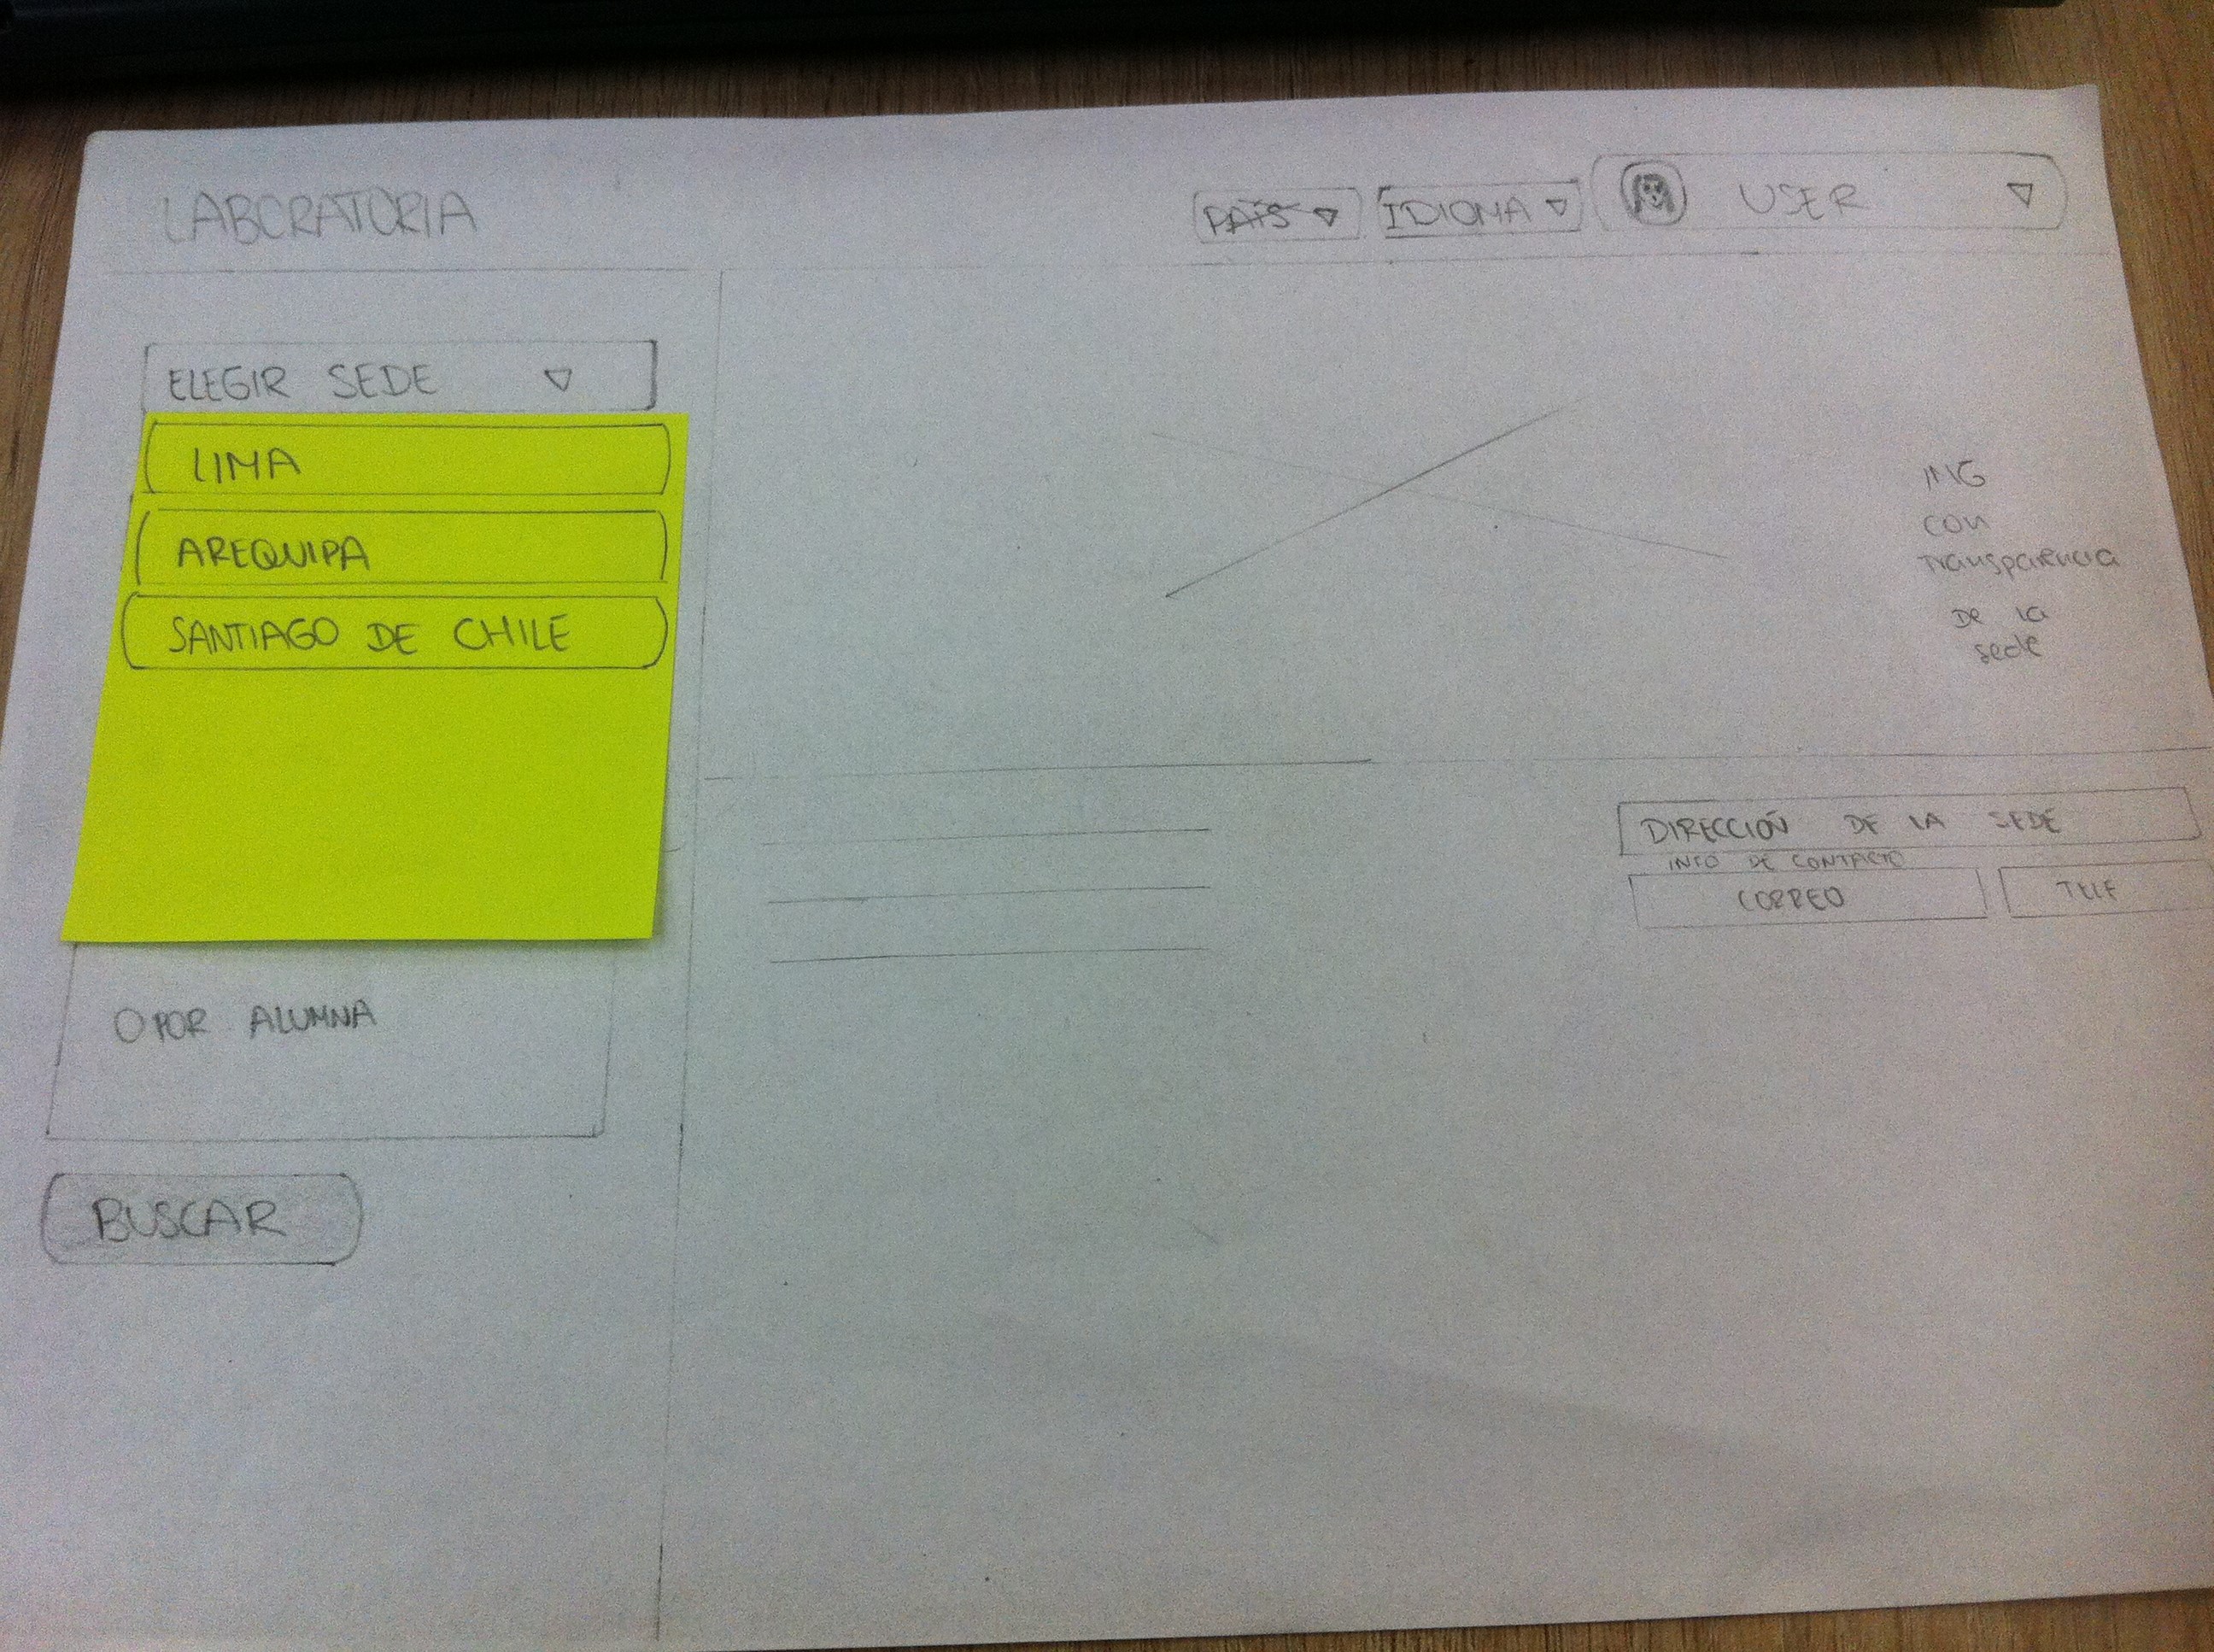 LABORATORIA
PAÍS
IDIOMA
USER
ELEGIR SEDE
LIMA
AREQUIPA
SANTIAGO DE CHILE
IMG
con
transparencia
De la
sede
DIRECCIÓN DE LA SEDE
INFO DE CONTACTO
CORREO TELF
POR ALUMNA
BUSCAR